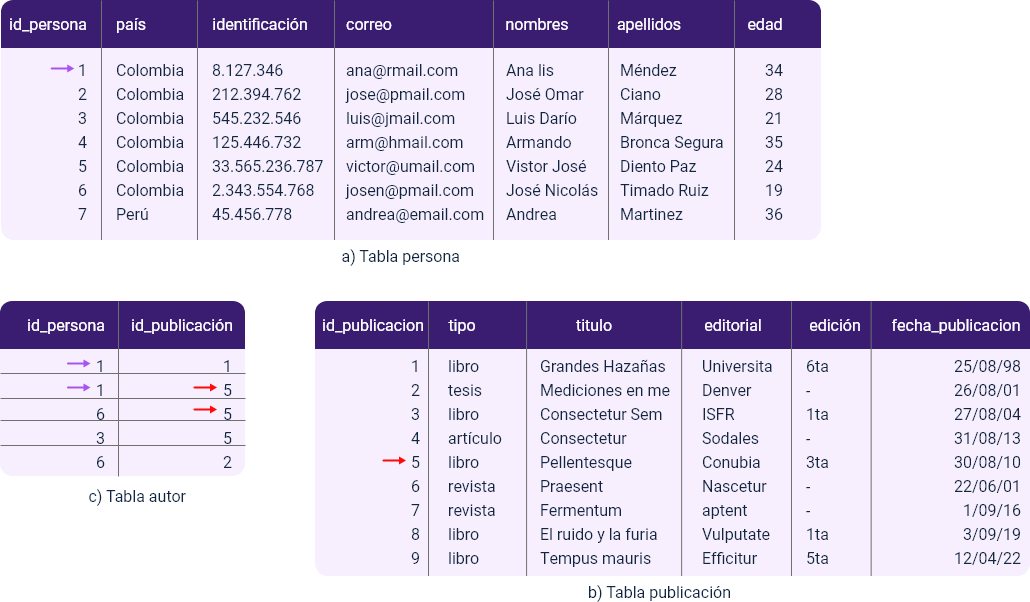 id_persona país identificación correo nombres apellidos edad
1 Colombia 8.127.346 ana@rmail.com Ana lis Méndez 34
2 Colombia 212.394.762 jose@pmail.com José Omar Ciano 28
3 Colombia 545.232.546 luis@jmail.com Luis Darío Márquez 21
4 Colombia 125.446.732 arm@hmail.com Armando Bronca Segura 35
5 Colombia 33.565.236.787 victor@umail.com Vistor José Diento Paz 24
6 Colombia 2.343.554.768 josen@pmail.com José Nicolás Timado Ruiz 19
7 Perú 45.456.778 andrea@email.com Andrea Martinez 36
a) Tabla persona
id_persona id_publicación
1 1
1 5
6 5
3 5
6 2
c) Tabla autor
id_publicacion tipo titulo editorial edición fecha_publicacion
1 libro Grandes Hazañas Universita 6ta 25/08/98
2 tesis Mediciones en me Denver - 26/08/01
3 libro Consectetur Sem ISFR 1ta 27/08/04
4 artículo Consectetur Sodales - 31/08/13
5 libro Pellentesque Conubia 3ta 30/08/10
6 revista Praesent Nascetur - 22/06/01
7 revista Fermentum aptent - 1/09/16
8 libro El ruido y la furia Vulputate 1ta 3/09/19
9 libro Tempus mauris Efficitur 5ta 12/04/22
b) Tabla publicación